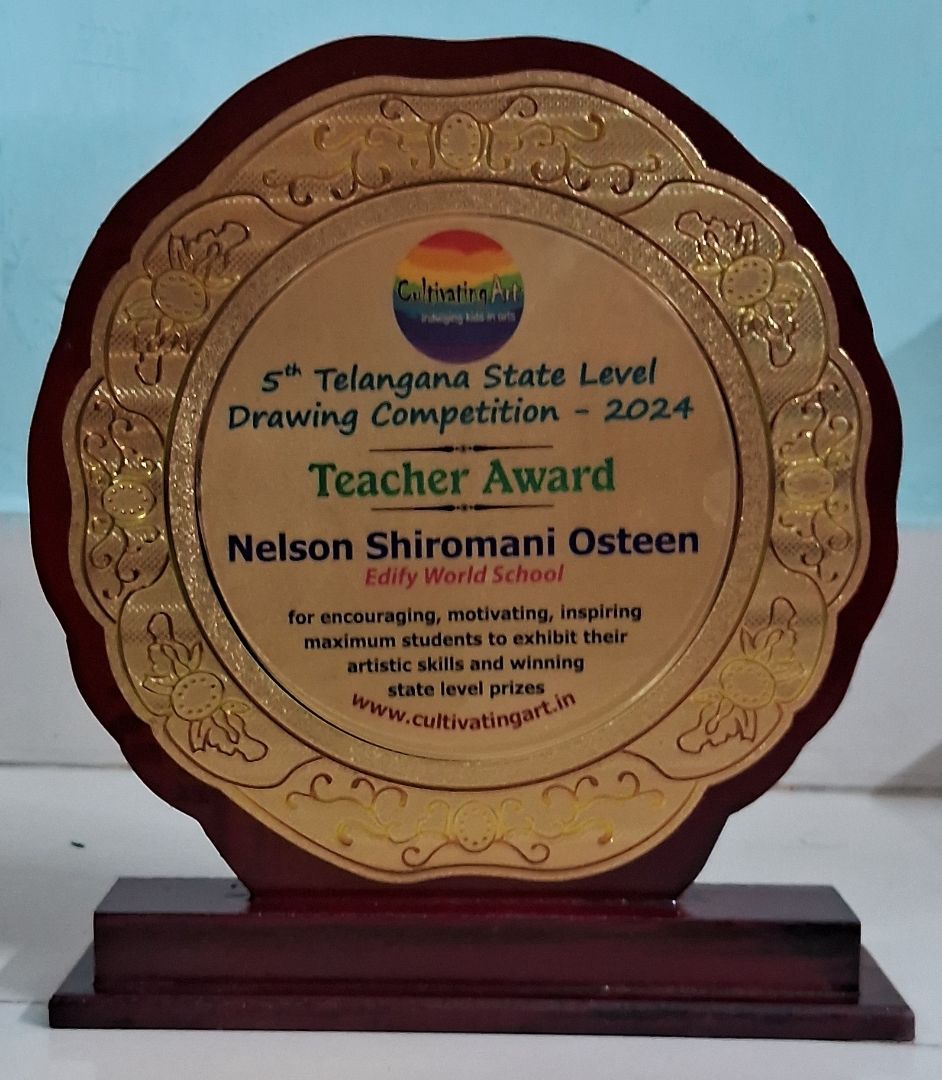 Cultivating Art
indulging kids in arts
5th Telangana State Level
Drawing Competition - 2024
Teacher Award
Nelson Shiromani Osteen
Edify World School
for encouraging, motivating, inspiring
maximum students to exhibit their
artistic skills and winning
state level prizes
www.cultivatingart.in